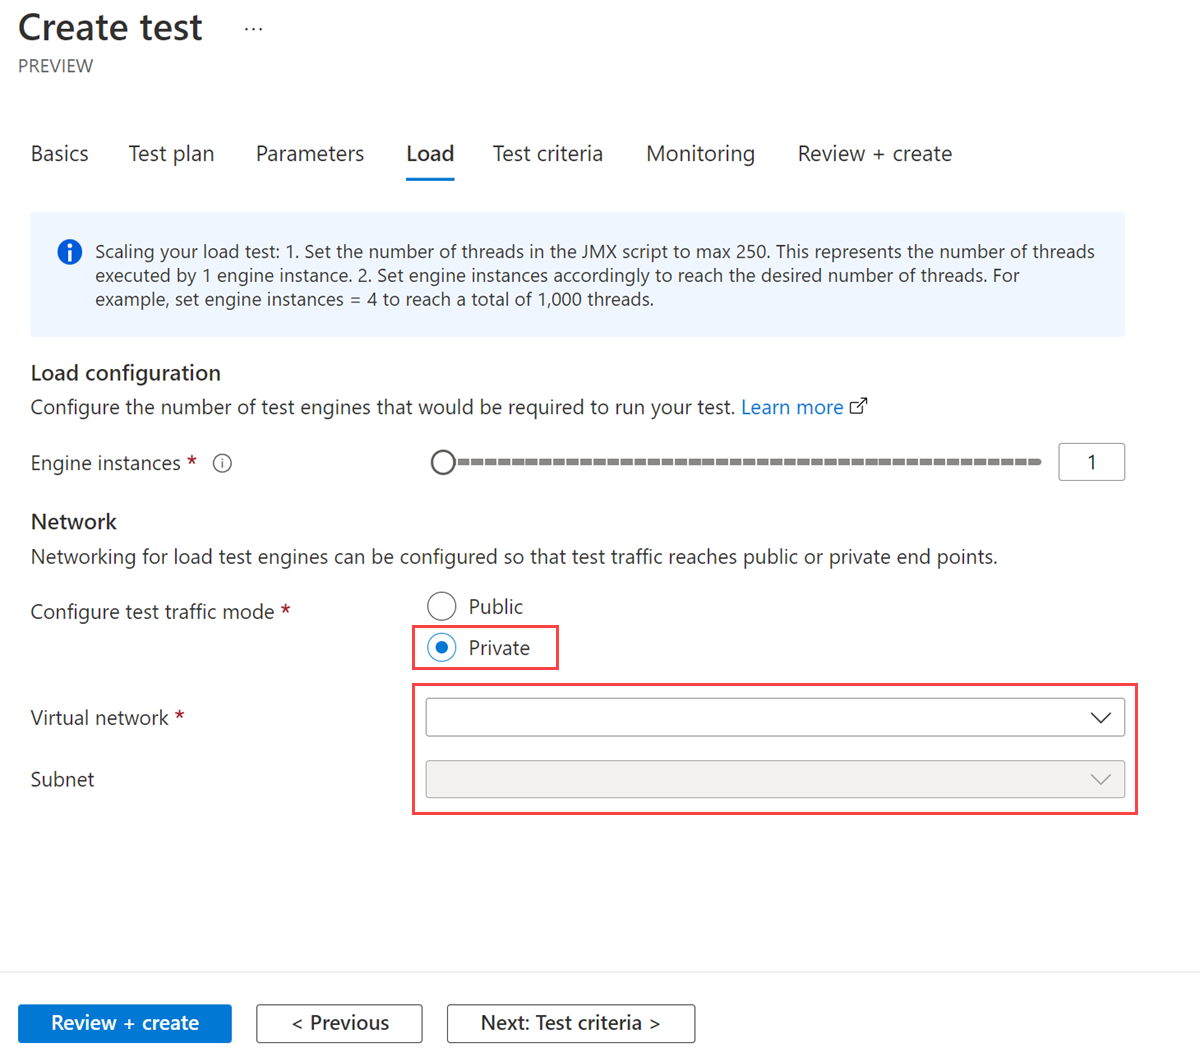 Create test ...
PREVIEW
Basics Test plan Parameters Load Test criteria Monitoring Review + create
Scaling your load test: 1. Set the number of threads in the JMX script to max 250. This represents the number of threads
executed by 1 engine instance. 2. Set engine instances accordingly to reach the desired number of threads. For
example, set engine instances = 4 to reach a total of 1,000 threads.
Load configuration
Configure the number of test engines that would be required to run your test. Learn more
Engine instances * 1
Network
Networking for load test engines can be configured so that test traffic reaches public or private end points.
Configure test traffic mode * Public
Private
Virtual network *
Subnet
Review + create < Previous Next: Test criteria >